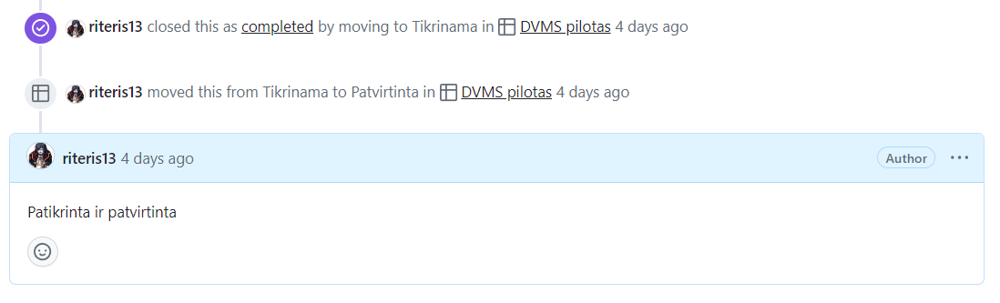 riteris13 closed this as completed by moving to Tikrinama in DVMS pilotas 4 days ago
riteris13 moved this from Tikrinama to Patvirtinta in DVMS pilotas 4 days ago
riteris13 4 days ago Author
Patikrinta ir patvirtinta